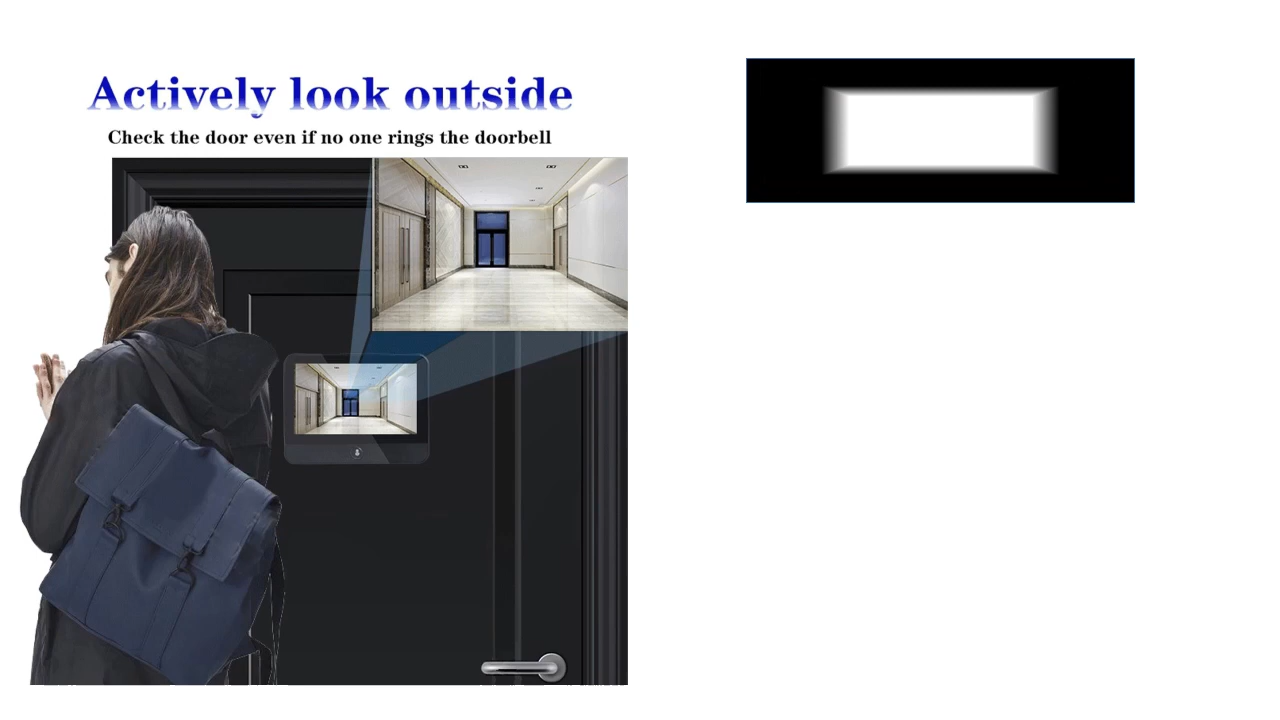 Actively look outside
Check the door even if no one rings the doorbell